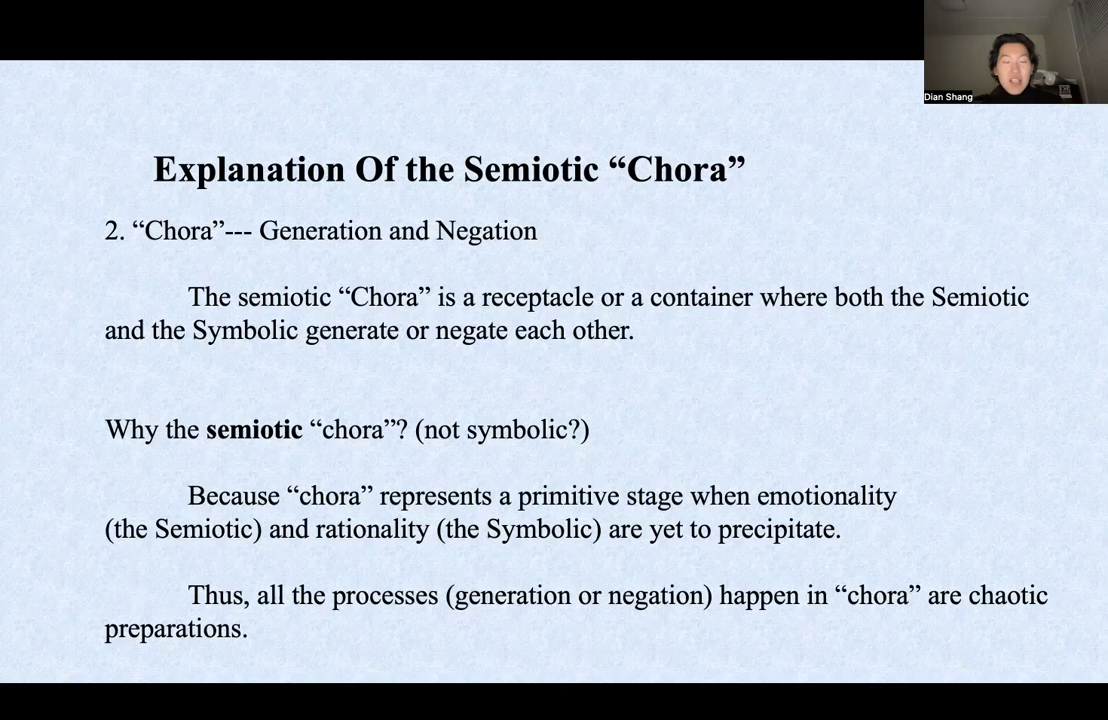 Dian Shang
Explanation Of the Semiotic “Chora”
2. “Chora”--- Generation and Negation
The semiotic “Chora” is a receptacle or a container where both the Semiotic
and the Symbolic generate or negate each other.
Why the semiotic “chora”? (not symbolic?)
Because “chora” represents a primitive stage when emotionality
(the Semiotic) and rationality (the Symbolic) are yet to precipitate.
Thus, all the processes (generation or negation) happen in “chora” are chaotic
preparations.